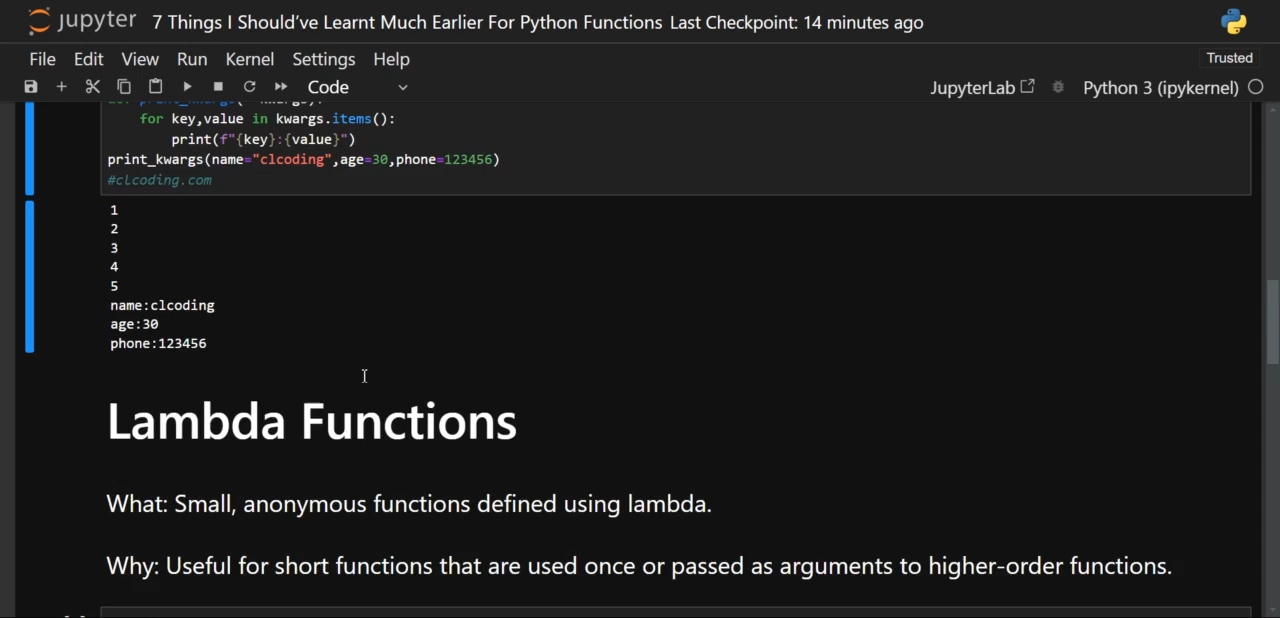 jupyter 7 Things I Should've Learnt Much Earlier For Python Functions Last Checkpoint: 14 minutes ago
File Edit View Run Kernel Settings Help Trusted
Code JupyterLab Python 3 (ipykernel)
for key,value in kwargs.items():
print(f"{key}:{value}")
print_kwargs(name="clcoding",age=30,phone=123456)
#clcoding.com
1
2
3
4
5
name:clcoding
age:30
phone:123456
Lambda Functions
What: Small, anonymous functions defined using lambda.
Why: Useful for short functions that are used once or passed as arguments to higher-order functions.